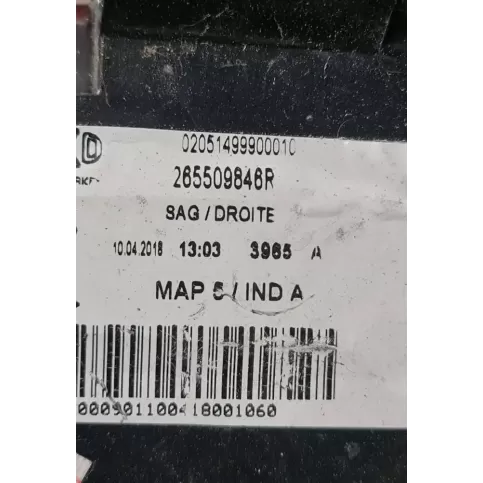 02051499900010
265509846R
SAG / DROITE
10.04.2018 13:03 3965 A
MAP 5 / IND A
000901100418001060